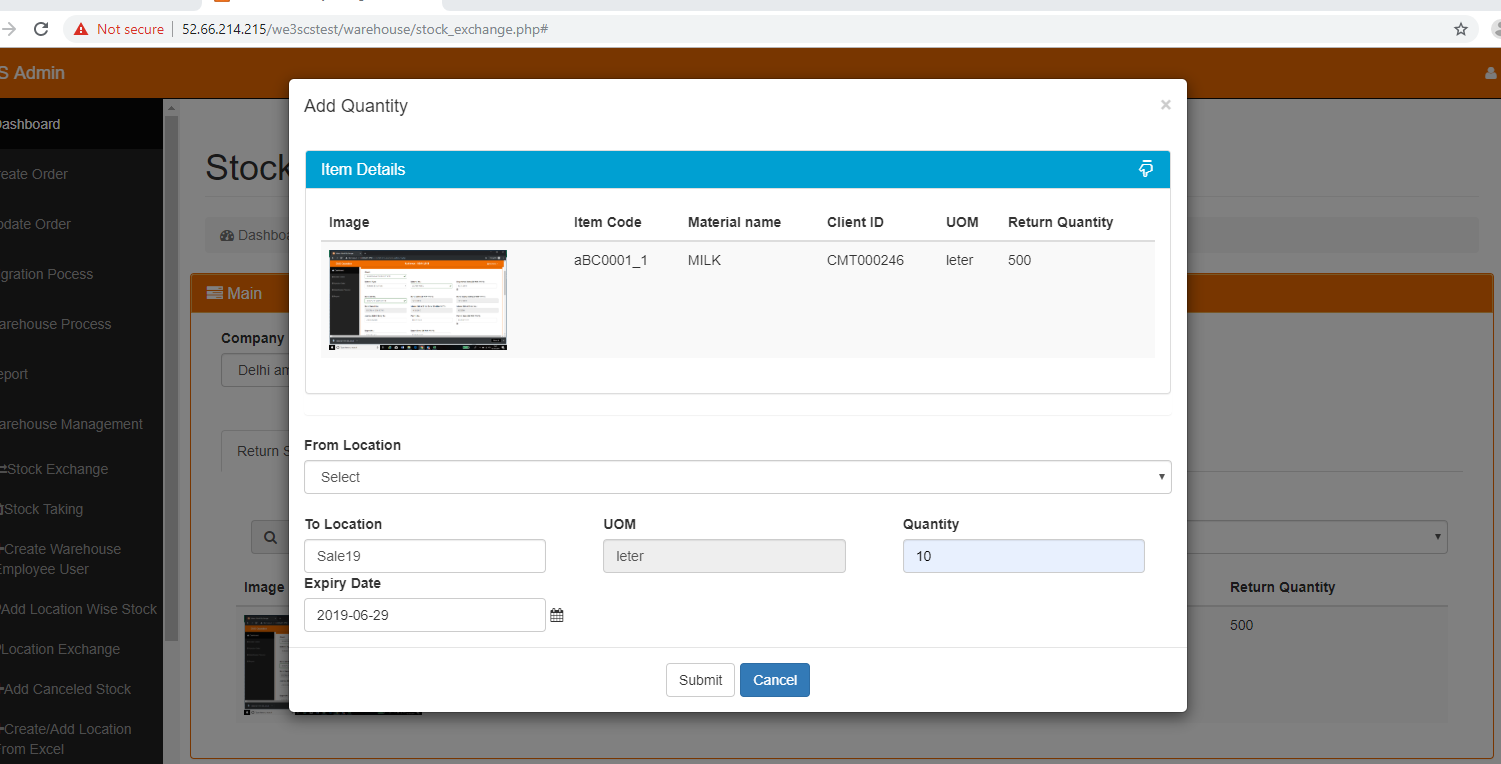 Not secure 52.66.214.215/we3scstest/warehouse/stock_exchange.php#
S Admin
Add Quantity ×
Dashboard
Item Details
reate Order
Stock
Image Item Code Material name Client ID UOM Return Quantity
pdate Order
Dashboa
aBC0001_1 MILK CMT000246 leter 500
igration Pocess
Main
arehouse Process
Company
Delhi am
eport
arehouse Management
From Location
Return S
Stock Exchange
Select
Stock Taking
To Location UOM Quantity
Create Warehouse
Employee User
Sale19 leter 10
Expiry Date
Image Return Quantity
Add Location Wise Stock
2019-06-29
500
Location Exchange
Submit Cancel
Add Canceled Stock
Create/Add Location
From Excel